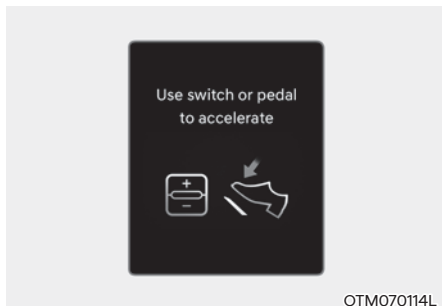 Use switch or pedal
to accelerate
+
−
OTM070114L